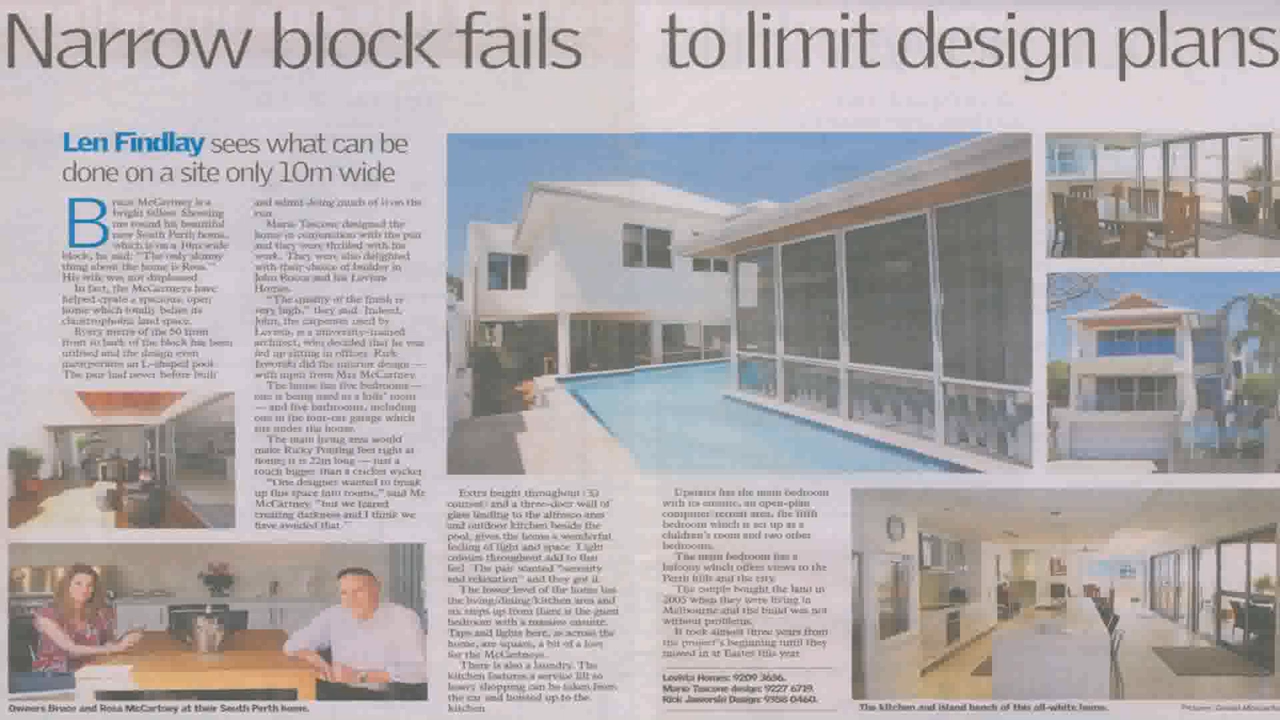 Narrow block fails to limit design plans
Len Findlay sees what can be
done on a site only 10m wide
Bruce McCartney is a
bright fellow. Showing
me round his beautiful
new South Perth home,
which is on a 10m wide
block, he said: "The only skinny
thing about the home is Rosa."
His wife was not displeased.
In fact, the McCartneys have
helped create a spacious, open
home which totally belies its
claustrophobic land space.
Every metre of the 50 from
front to back of the block has been
utilised and the design even
incorporates an L-shaped pool.
The pair had never before built
and admit doing much of it on the
run.
Mario Tascone designed the
home in conjunction with the pair
and they were thrilled with his
work. They were also delighted
with their choice of builder in
John Rocca and his Lovista
Homes.
"The quality of the finish is
very high," they said. Indeed,
John, the carpenter used by
Lovista, is a university-trained
architect, who decided that he was
fed up sitting in offices. Rick
Jaworski did the interior design —
with input from Mrs McCartney.
The home has five bedrooms —
one is being used as a kids' room
— and five bathrooms, including
one in the four-car garage which
sits under the home.
The main living area would
make Ricky Ponting feel right at
home; it is 22m long — just a
touch bigger than a cricket wicket.
"One designer wanted to break
up this space into rooms," said Mr
McCartney, "but we feared
creating darkness and I think we
have avoided that."
Extra height throughout (33
courses) and a three-door wall of
glass leading to the alfresco area
and outdoor kitchen beside the
pool, gives the home a wonderful
feeling of light and space. Light
colours throughout add to that
feel. The pair wanted "serenity
and relaxation" and they got it.
The lower level of the home has
the living/dining/kitchen area and
six steps up from there is the guest
bedroom with a massive ensuite.
Taps and lights here, as across the
home, are square, a bit of a love
for the McCartneys.
There is also a laundry. The
kitchen features a service lift so
heavy shopping can be taken from
the car and hoisted up to the
kitchen.
Upstairs has the main bedroom
with its ensuite, an open-plan
computer retreat area, the fifth
bedroom which is set up as a
children's room and two other
bedrooms.
The main bedroom has a
balcony which offers views to the
Perth hills and the city.
The couple bought the land in
2005 when they were living in
Melbourne and the build was not
without problems.
It took almost three years from
the project's beginning until they
moved in at Easter this year.
Lovista Homes: 9209 3636.
Mario Tascone design: 9227 6719.
Rick Jaworski Design: 9358 0460.
Owners Bruce and Rosa McCartney at their South Perth home.
The kitchen and island bench of this all-white home.
Pictures: